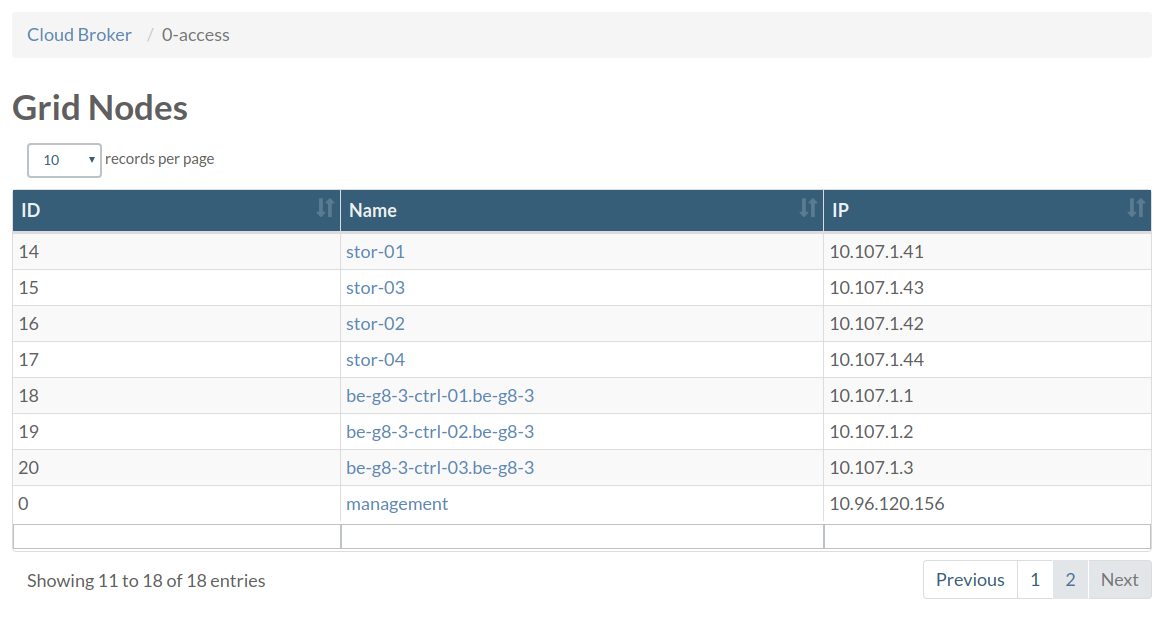 Cloud Broker / 0-access
Grid Nodes
10 records per page
ID Name IP
14 stor-01 10.107.1.41
15 stor-03 10.107.1.43
16 stor-02 10.107.1.42
17 stor-04 10.107.1.44
18 be-g8-3-ctrl-01.be-g8-3 10.107.1.1
19 be-g8-3-ctrl-02.be-g8-3 10.107.1.2
20 be-g8-3-ctrl-03.be-g8-3 10.107.1.3
0 management 10.96.120.156
Showing 11 to 18 of 18 entries Previous 1 2 Next